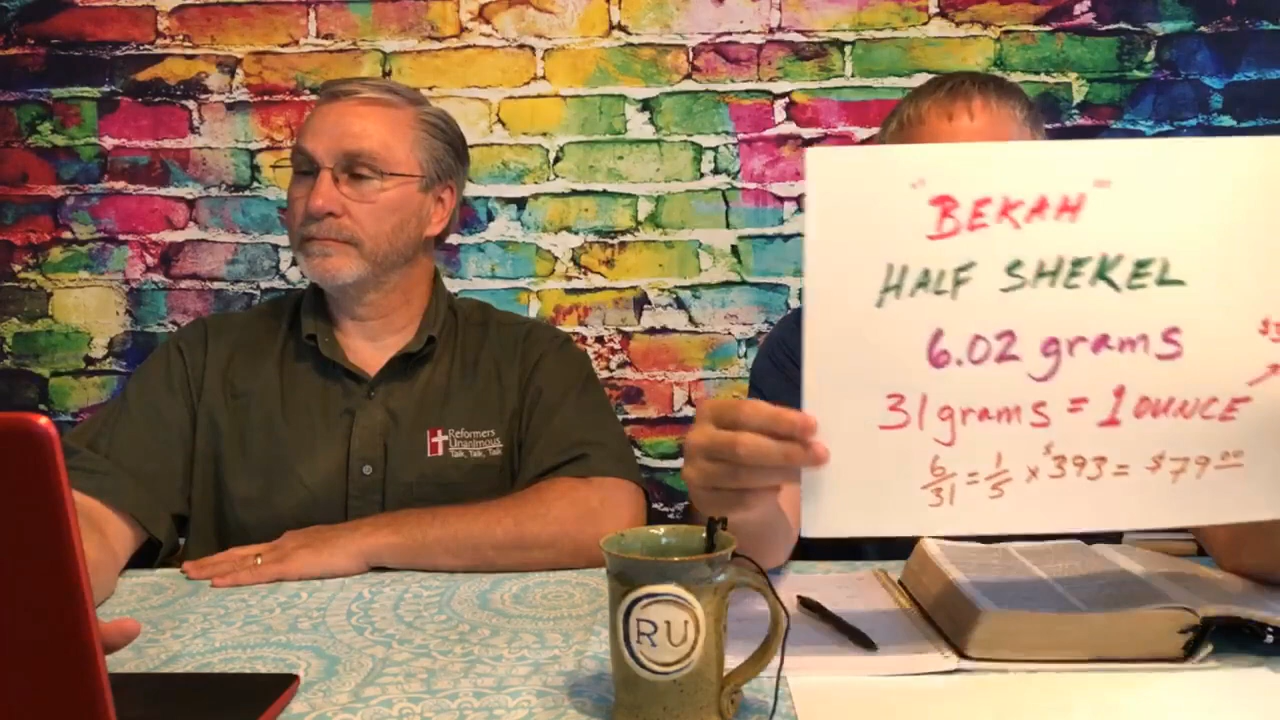 "BEKAH"
HALF SHEKEL
6.02 grams
31 grams = 1 OUNCE
6/31 = 1/5 x $393 = $79.00
Reformers
Unanimous
Talk, Talk, Talk
RU